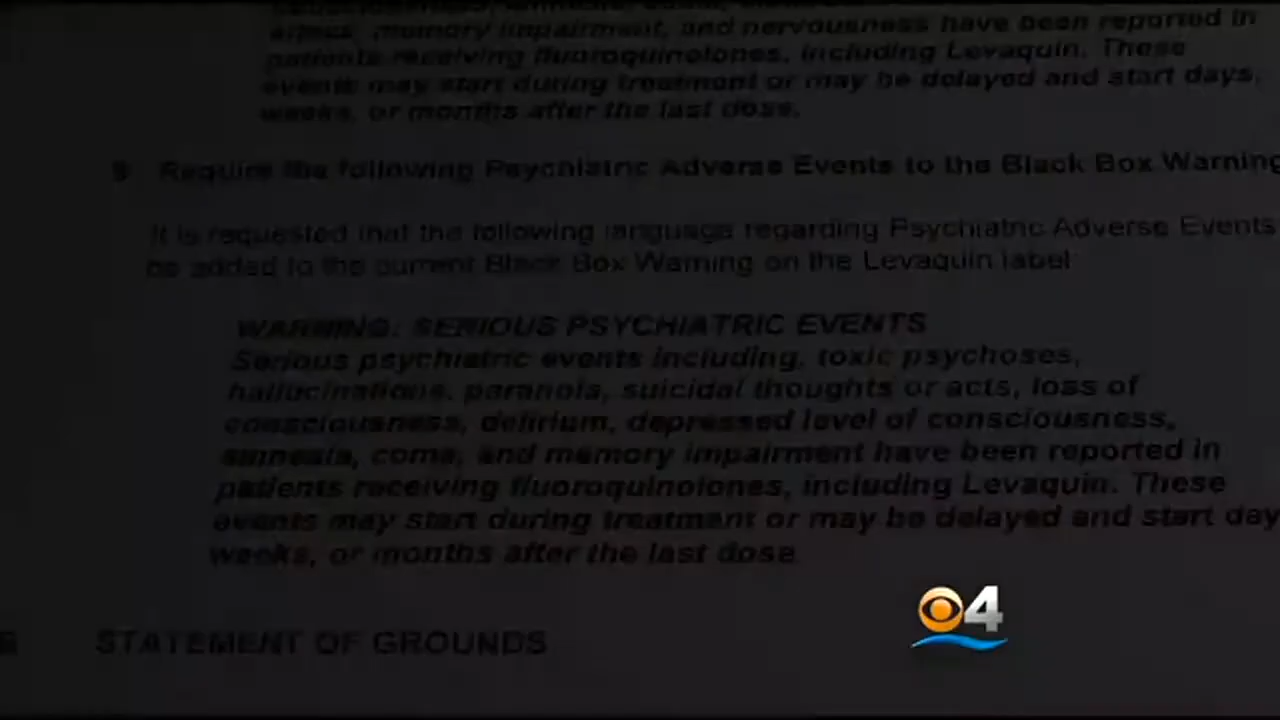 memory impairment, and nervousness have been reported in
patients receiving fluoroquinolones, including Levaquin. These
events may start during treatment or may be delayed and start days,
weeks, or months after the last dose.
Require the following Psychiatric Adverse Events to the Black Box Warning
It is requested that the following language regarding Psychiatric Adverse Events
be added to the current Black Box Warning on the Levaquin label
WARNING: SERIOUS PSYCHIATRIC EVENTS
Serious psychiatric events including, toxic psychoses,
hallucinations, paranoia, suicidal thoughts or acts, loss of
consciousness, delirium, depressed level of consciousness,
amnesia, coma, and memory impairment have been reported in
patients receiving fluoroquinolones, including Levaquin. These
events may start during treatment or may be delayed and start day
weeks, or months after the last dose
STATEMENT OF GROUNDS
4